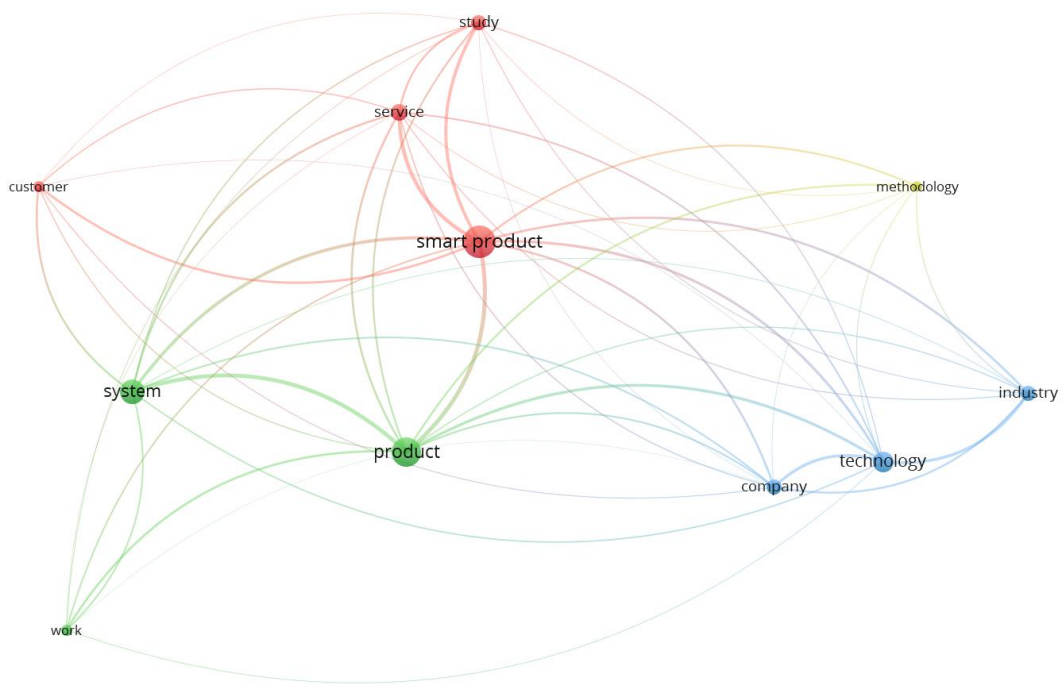 study
service
customer
methodology
smart product
system
industry
product
technology
company
work